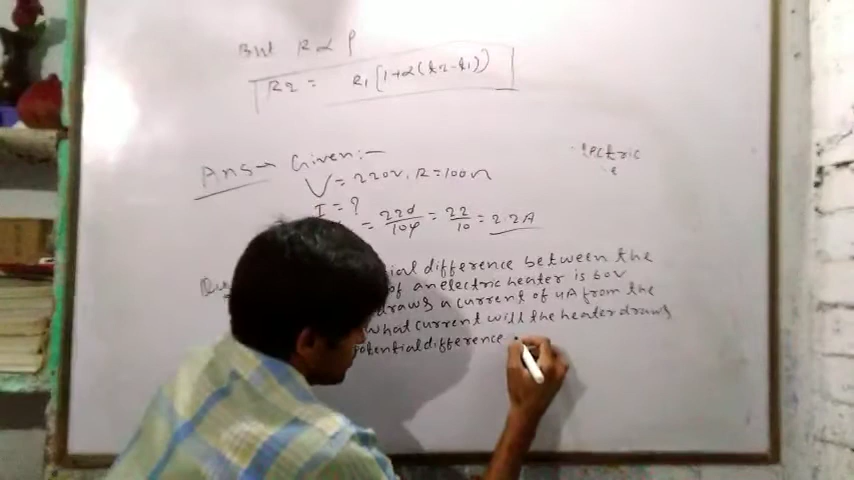 But R α ρ
R2 = R1[1+α(t2-t1)]
Ans→ Given:-
V=220V, R=100Ω
I=?
= 220/100 = 22/10 = 2.2A
lectric
ial difference between the
of an electric heater is 60V
draws a current of 4A from the
what current will the heater draws
potential difference